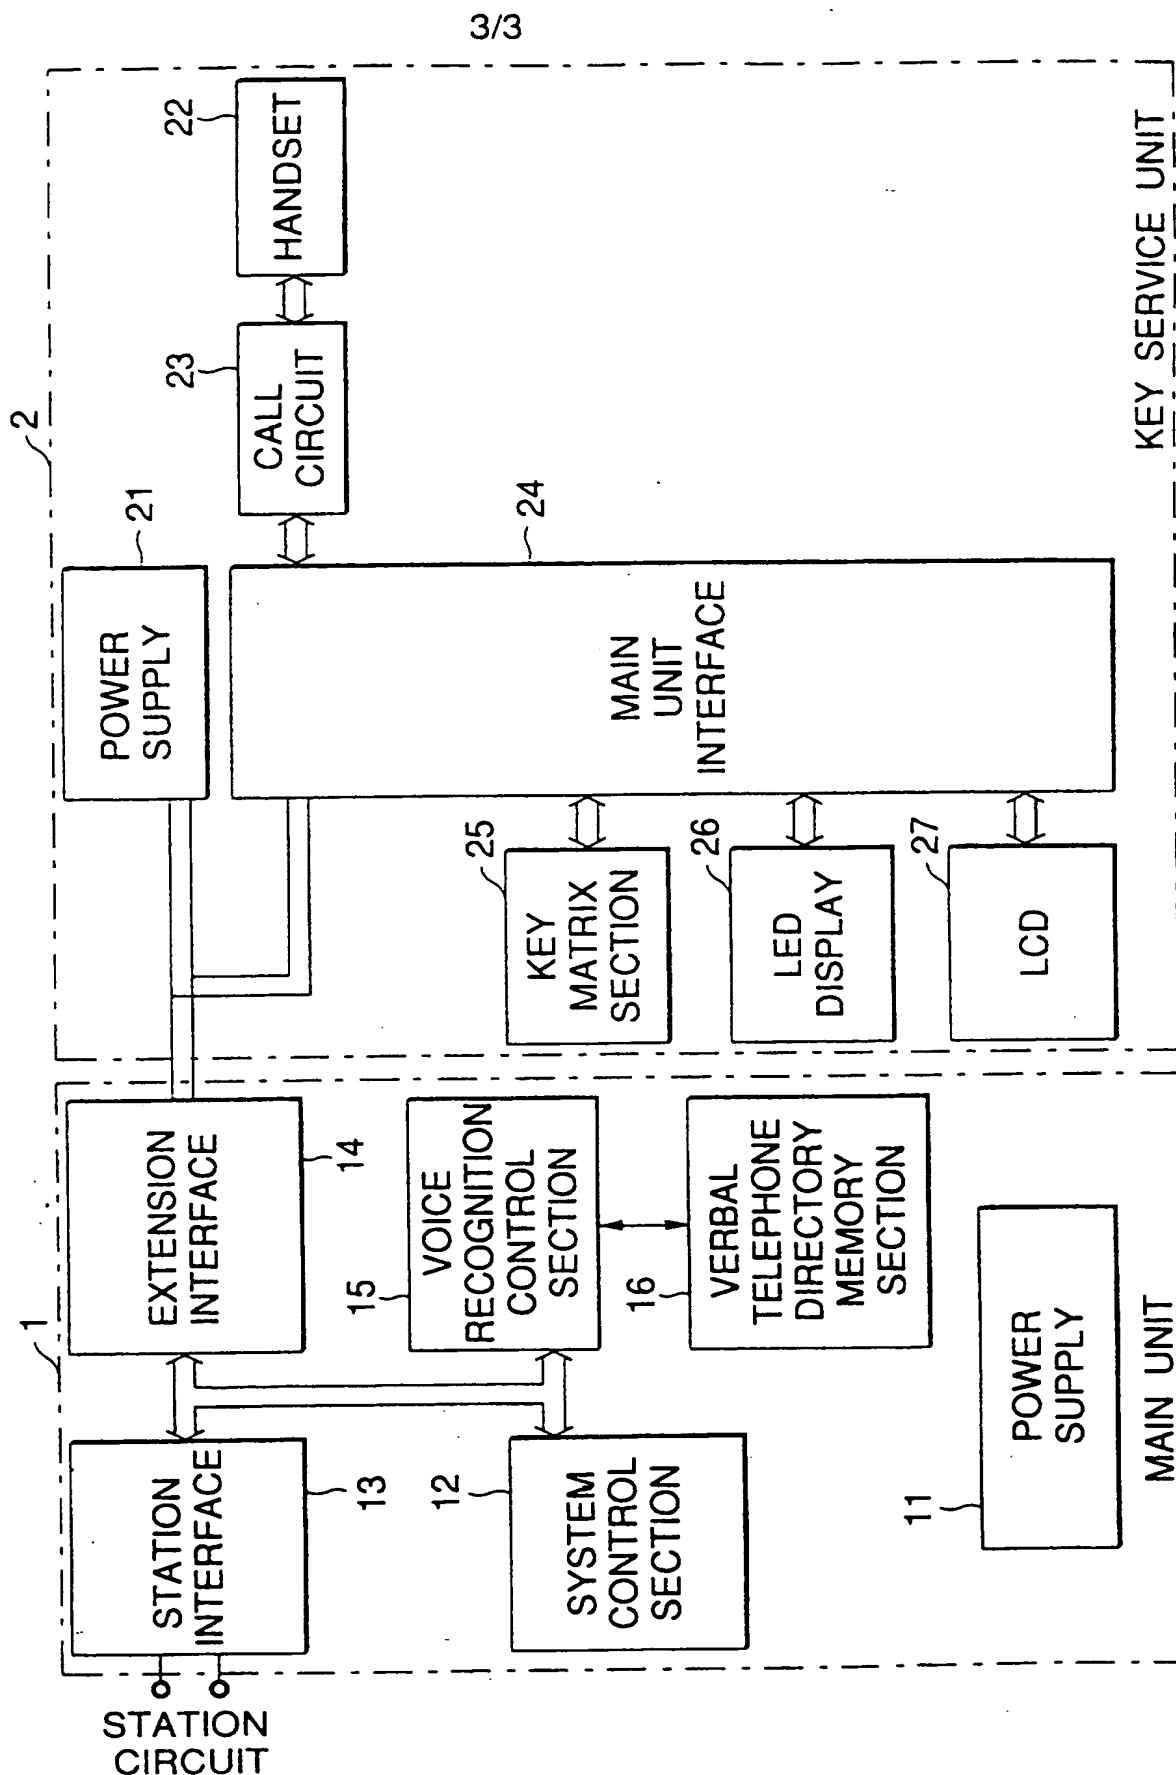 3/3
1
2
STATION
CIRCUIT
STATION
INTERFACE
13
EXTENSION
INTERFACE
14
SYSTEM
CONTROL
SECTION
12
VOICE
RECOGNITION
CONTROL
SECTION
15
VERBAL
TELEPHONE
DIRECTORY
MEMORY
SECTION
16
POWER
SUPPLY
11
MAIN UNIT
POWER
SUPPLY
21
HANDSET
22
CALL
CIRCUIT
23
MAIN
UNIT
INTERFACE
24
KEY
MATRIX
SECTION
25
LED
DISPLAY
26
LCD
27
KEY SERVICE UNIT